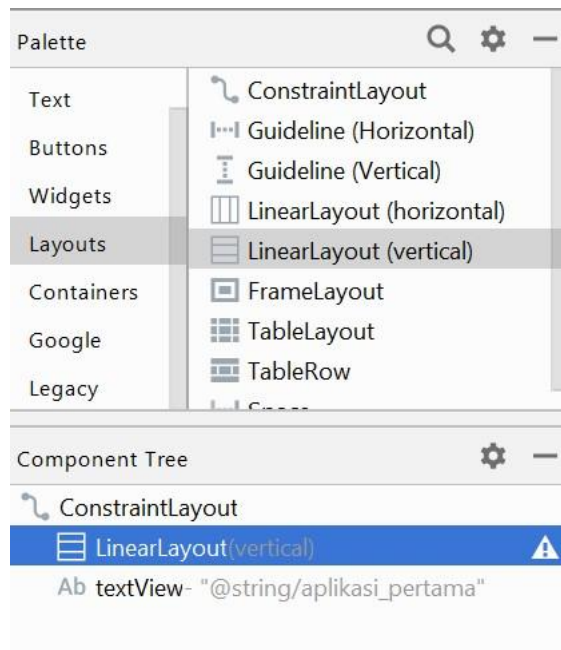 Palette
Text
Buttons
Widgets
Layouts
Containers
Google
Legacy
ConstraintLayout
Guideline (Horizontal)
Guideline (Vertical)
LinearLayout (horizontal)
LinearLayout (vertical)
FrameLayout
TableLayout
TableRow
Component Tree
ConstraintLayout
LinearLayout(vertical)
Ab textView- "@string/aplikasi_pertama"